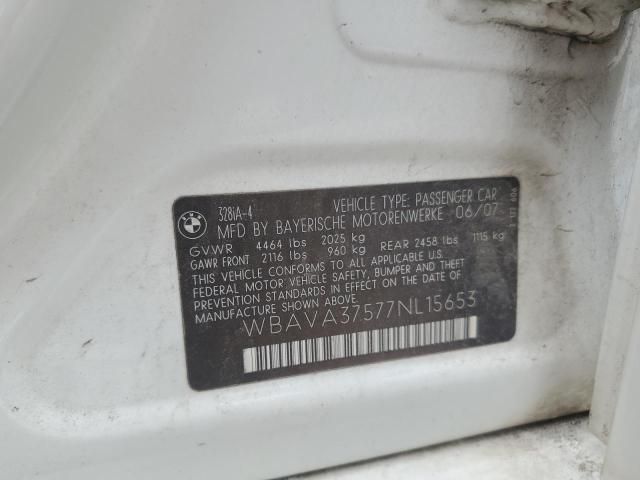 BMW
328iA-4
VEHICLE TYPE: PASSENGER CAR
MFD BY BAYERISCHE MOTORENWERKE 06/07
GVWR 4464 lbs 2025 kg
GAWR FRONT 2116 lbs 960 kg REAR 2458 lbs 1115 kg
THIS VEHICLE CONFORMS TO ALL APPLICABLE U.S.
FEDERAL MOTOR VEHICLE SAFETY, BUMPER AND THEFT
PREVENTION STANDARDS IN EFFECT ON THE DATE OF
MANUFACTURE SHOWN ABOVE
WBAVA37577NL15653